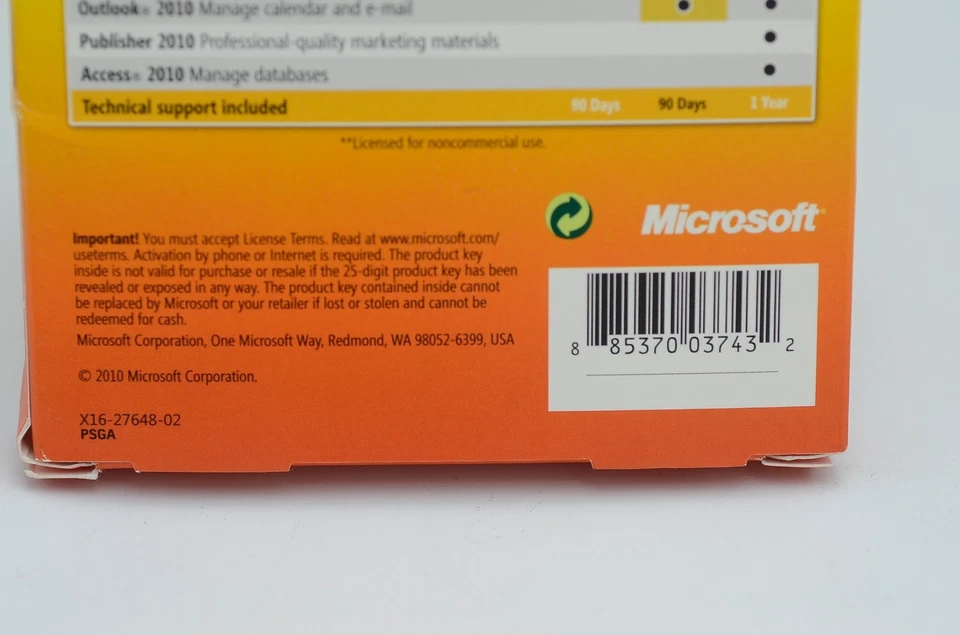 Outlook® 2010 Manage calendar and e-mail
Publisher 2010 Professional-quality marketing materials
Access® 2010 Manage databases
Technical support included 90 Days 90 Days 1 Year
**Licensed for noncommercial use.
Microsoft®
Important! You must accept License Terms. Read at www.microsoft.com/
useterms. Activation by phone or Internet is required. The product key
inside is not valid for purchase or resale if the 25-digit product key has been
revealed or exposed in any way. The product key contained inside cannot
be replaced by Microsoft or your retailer if lost or stolen and cannot be
redeemed for cash.
Microsoft Corporation, One Microsoft Way, Redmond, WA 98052-6399, USA
© 2010 Microsoft Corporation.
X16-27648-02
PSGA
8 85370 03743 2